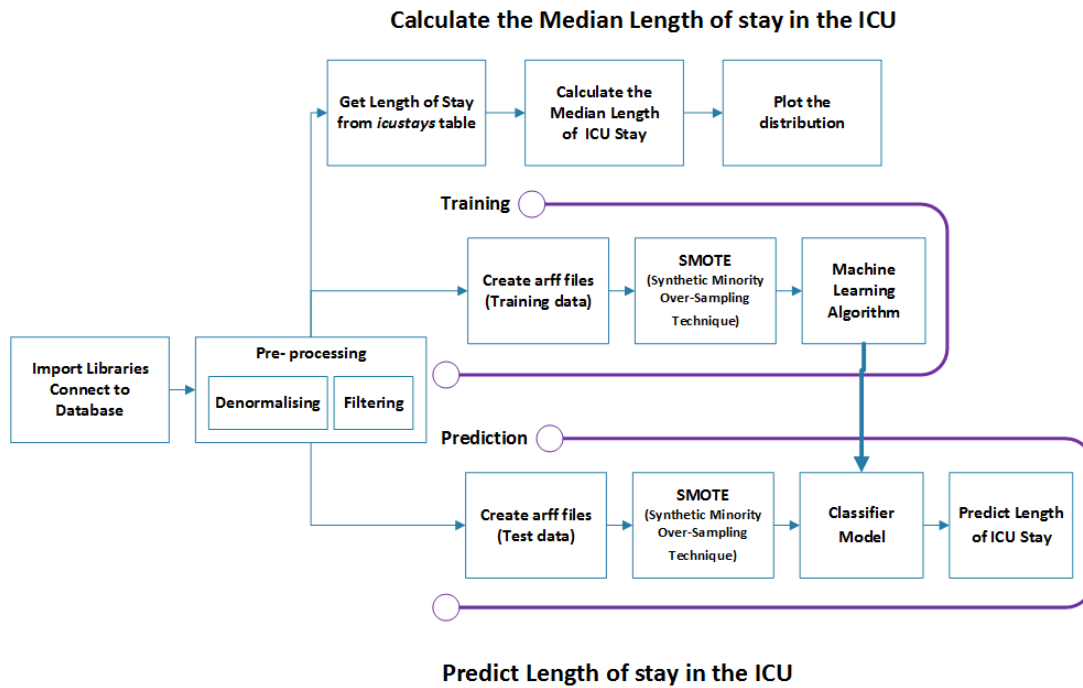 Calculate the Median Length of stay in the ICU
Get Length of Stay
from icustays table
Calculate the
Median Length
of ICU Stay
Plot the
distribution
Training
Create arff files
(Training data)
SMOTE
(Synthetic Minority
Over-Sampling
Technique)
Machine
Learning
Algorithm
Import Libraries
Connect to
Database
Pre- processing
Denormalising
Filtering
Prediction
Create arff files
(Test data)
SMOTE
(Synthetic Minority
Over-Sampling
Technique)
Classifier
Model
Predict Length
of ICU Stay
Predict Length of stay in the ICU